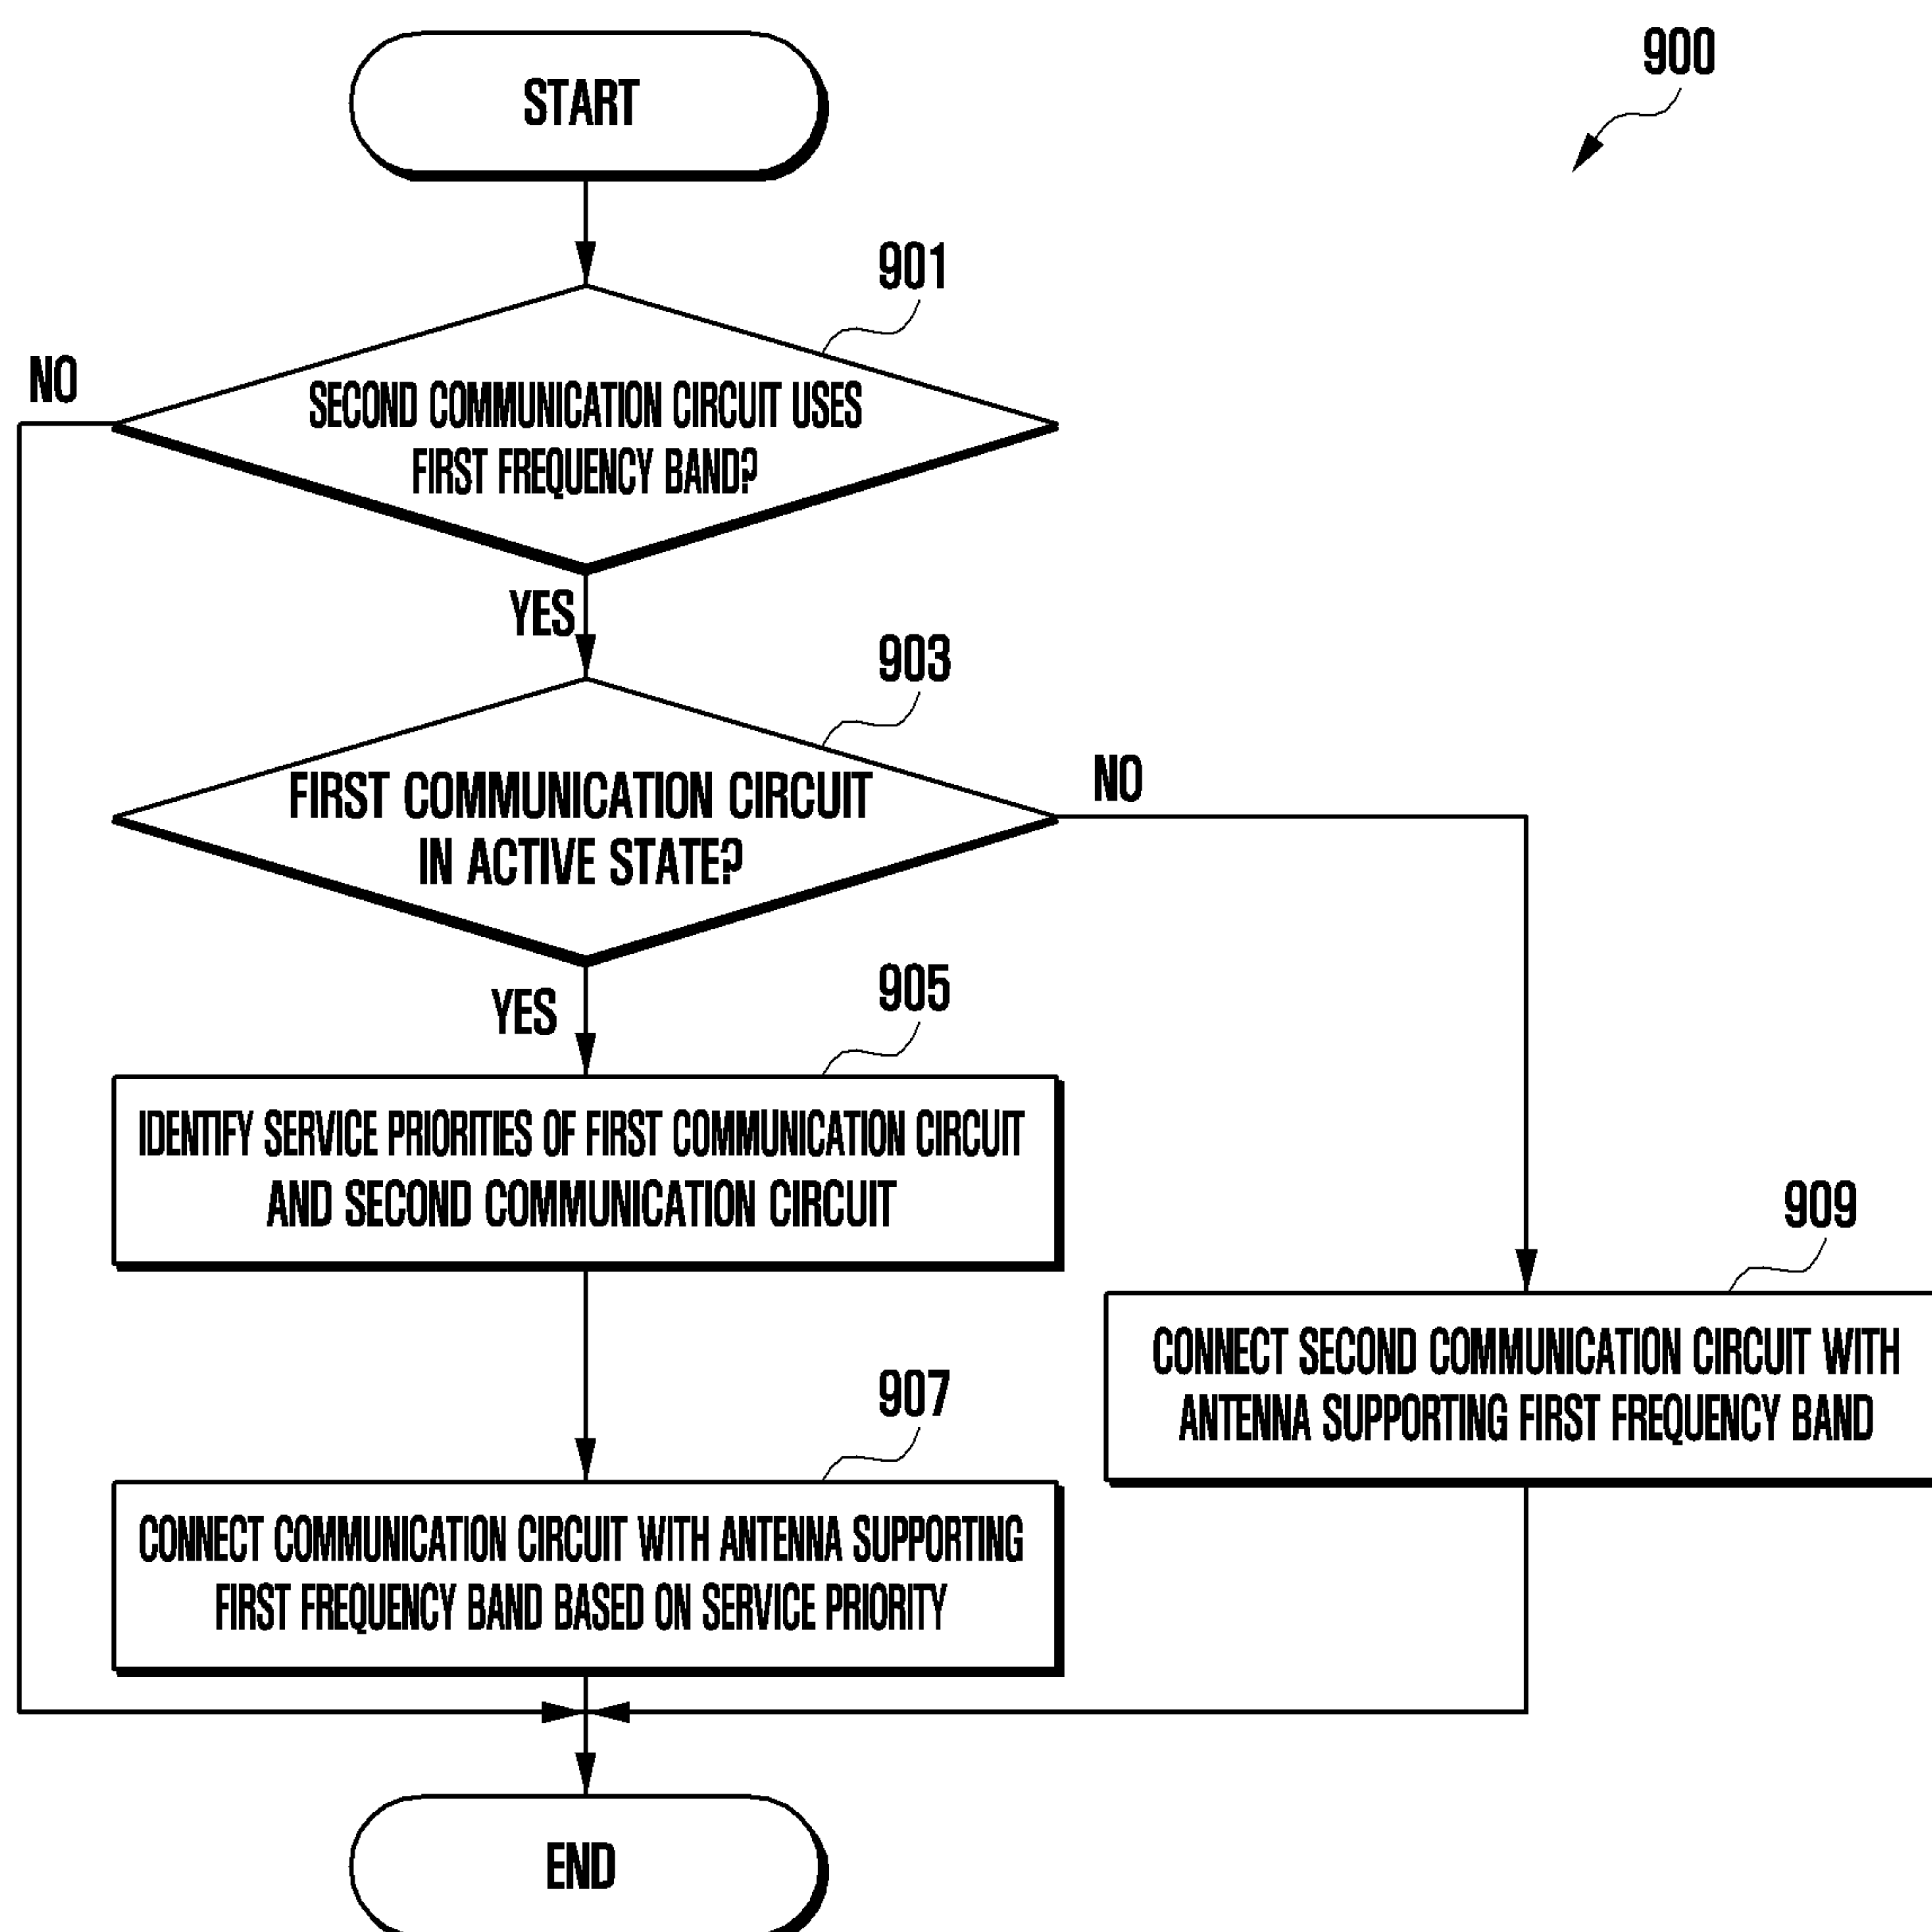 START
900
901
NO
SECOND COMMUNICATION CIRCUIT USES
FIRST FREQUENCY BAND?
YES
903
FIRST COMMUNICATION CIRCUIT
IN ACTIVE STATE?
NO
YES
905
IDENTIFY SERVICE PRIORITIES OF FIRST COMMUNICATION CIRCUIT
AND SECOND COMMUNICATION CIRCUIT
909
CONNECT SECOND COMMUNICATION CIRCUIT WITH
ANTENNA SUPPORTING FIRST FREQUENCY BAND
907
CONNECT COMMUNICATION CIRCUIT WITH ANTENNA SUPPORTING
FIRST FREQUENCY BAND BASED ON SERVICE PRIORITY
END